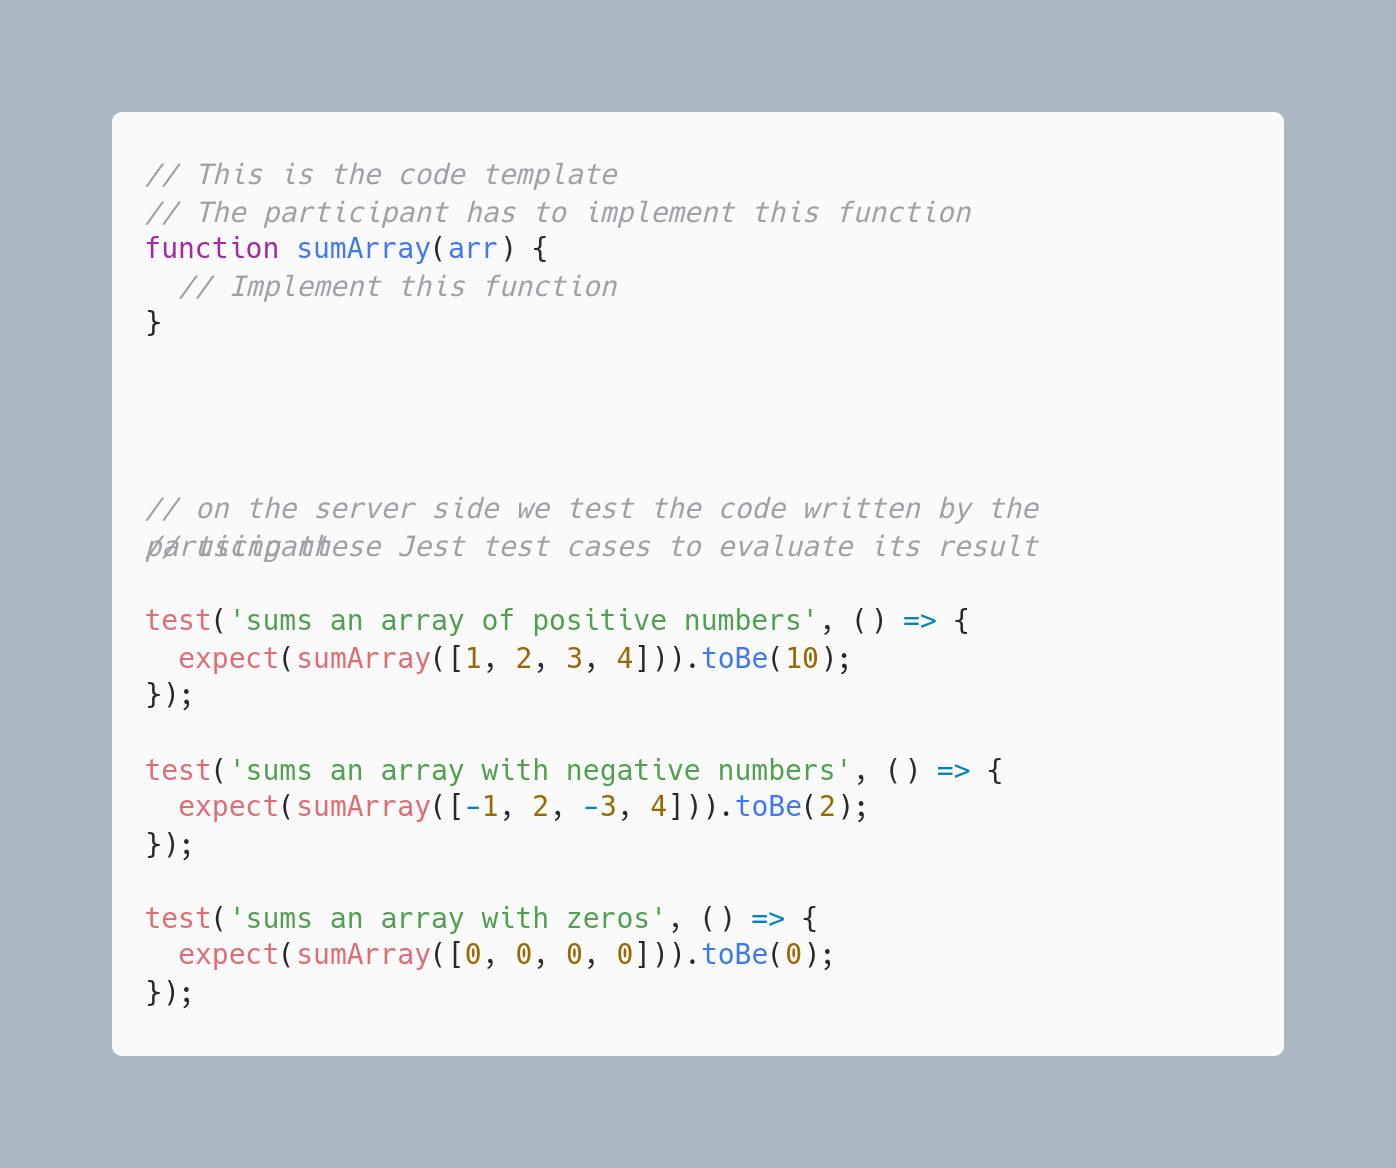 // This is the code template
// The participant has to implement this function
function sumArray(arr) {
  // Implement this function
}
// on the server side we test the code written by the
participant
// using these Jest test cases to evaluate its result
test('sums an array of positive numbers', () => {
  expect(sumArray([1, 2, 3, 4])).toBe(10);
});
test('sums an array with negative numbers', () => {
  expect(sumArray([-1, 2, -3, 4])).toBe(2);
});
test('sums an array with zeros', () => {
  expect(sumArray([0, 0, 0, 0])).toBe(0);
});